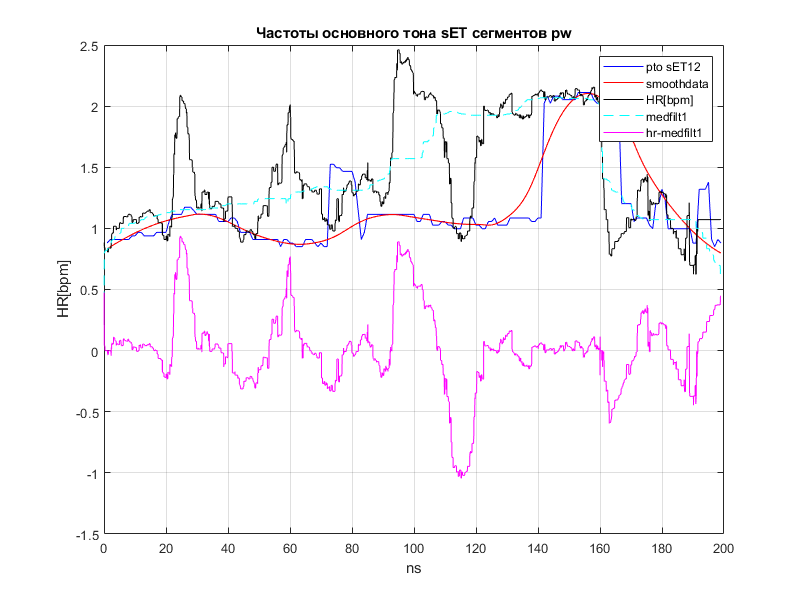 Частоты основного тона sET сегментов pw
pto sET12
smoothdata
HR[bpm]
medfilt1
hr-medfilt1
HR[bpm]
2.5
2
1.5
1
0.5
0
-0.5
-1
-1.5
0 20 40 60 80 100 120 140 160 180 200
ns